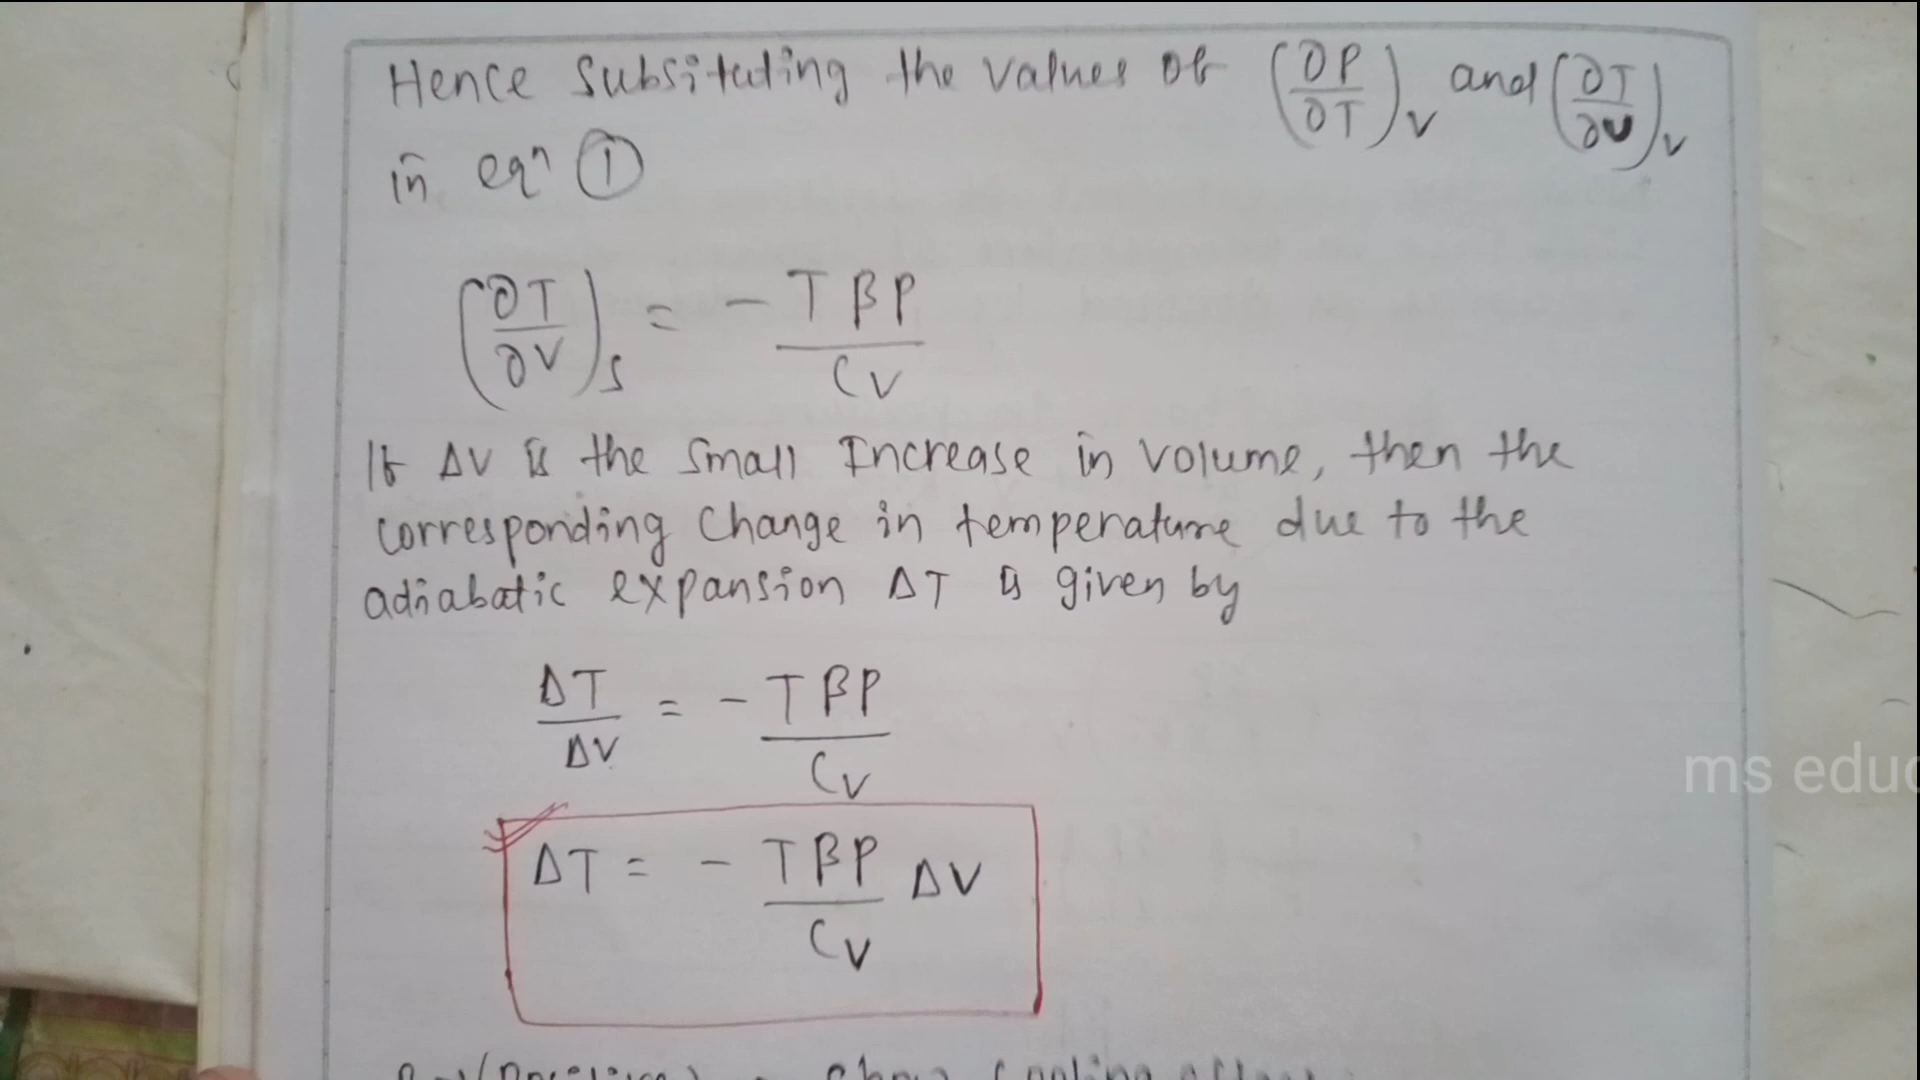 Hence Subsituting the values of (∂P/∂T)V and (∂T/∂U)V
in eqn ①
(∂T/∂V)S = - TβP/CV
If ΔV is the small Increase in volume, then the
corresponding change in temperature due to the
adiabatic expansion ΔT is given by
ΔT/ΔV = - TβP/CV
ms educ
ΔT = - TβP/CV ΔV